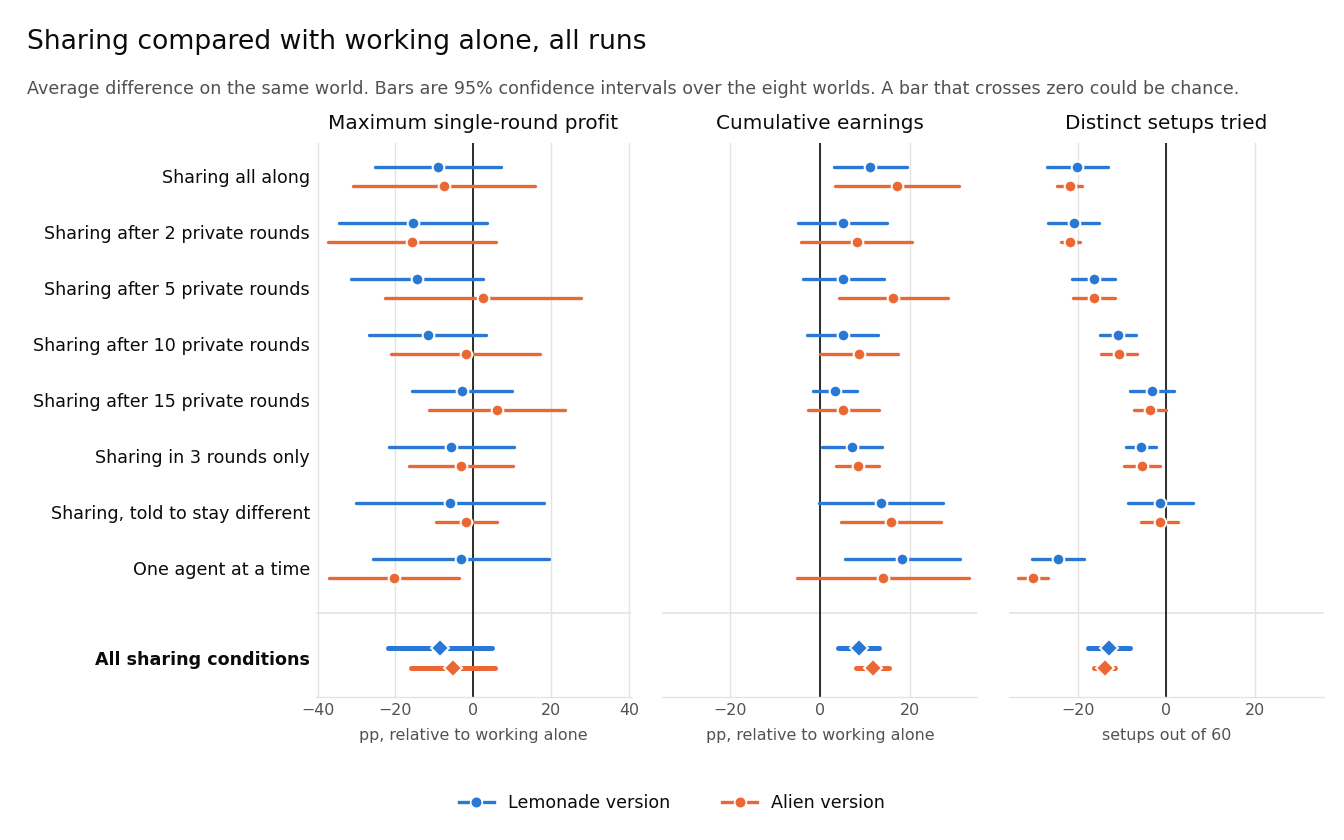 Sharing compared with working alone, all runs
Average difference on the same world. Bars are 95% confidence intervals over the eight worlds. A bar that crosses zero could be chance.
Maximum single-round profit
Cumulative earnings
Distinct setups tried
Sharing all along
Sharing after 2 private rounds
Sharing after 5 private rounds
Sharing after 10 private rounds
Sharing after 15 private rounds
Sharing in 3 rounds only
Sharing, told to stay different
One agent at a time
All sharing conditions
−40 −20 0 20 40
−20 0 20
−20 0 20
pp, relative to working alone
pp, relative to working alone
setups out of 60
Lemonade version
Alien version